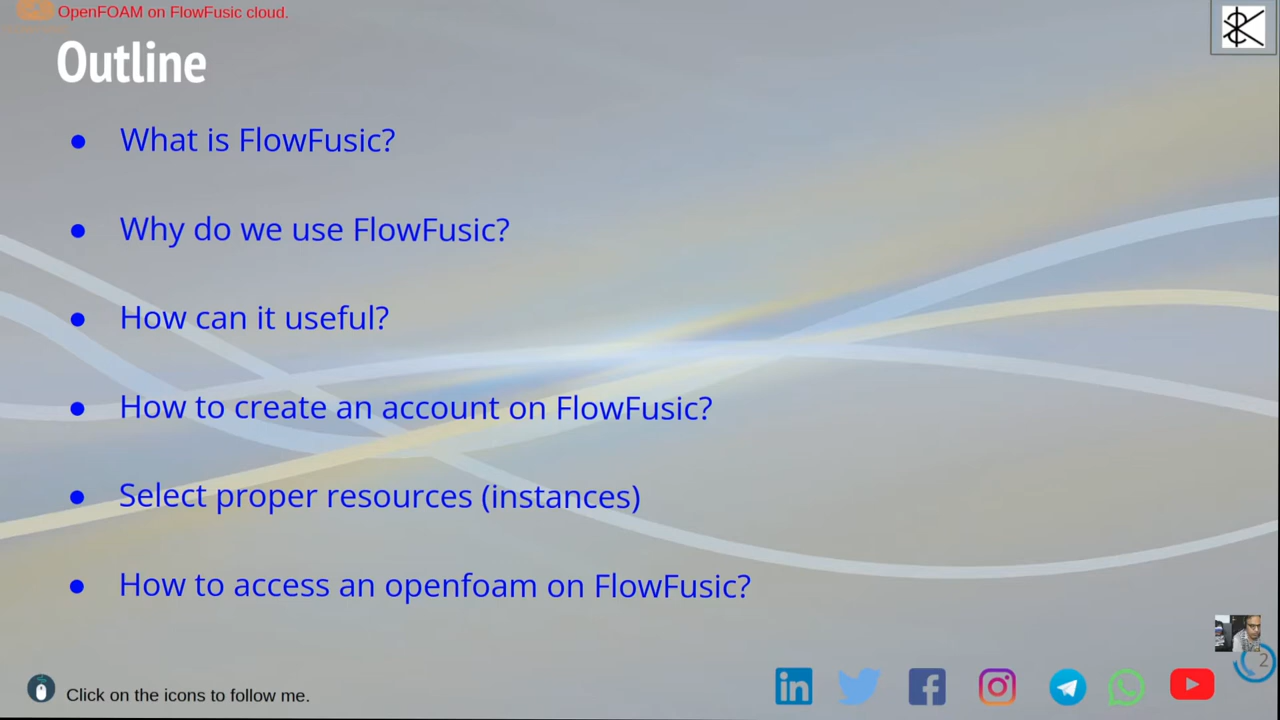 OpenFOAM on FlowFusic cloud.
Outline
● What is FlowFusic?
● Why do we use FlowFusic?
● How can it useful?
● How to create an account on FlowFusic?
● Select proper resources (instances)
● How to access an openfoam on FlowFusic?
2
Click on the icons to follow me.